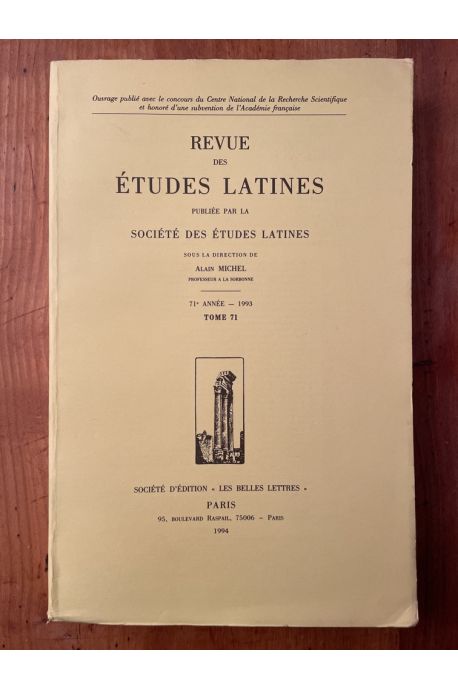 Ouvrage publié avec le concours du Centre National de la Recherche Scientifique
et honoré d'une subvention de l'Académie française
REVUE
DES
ÉTUDES LATINES
PUBLIÉE PAR LA
SOCIÉTÉ DES ÉTUDES LATINES
SOUS LA DIRECTION DE
ALAIN MICHEL
PROFESSEUR A LA SORBONNE
71e ANNÉE — 1993
TOME 71
SOCIÉTÉ D'ÉDITION « LES BELLES LETTRES »
PARIS
95, BOULEVARD RASPAIL, 75006 – PARIS
1994